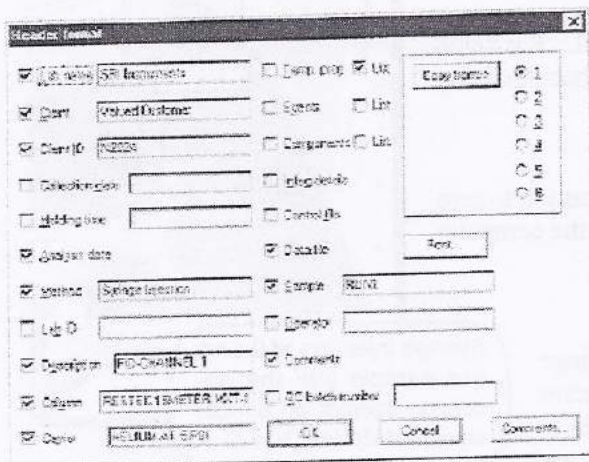 Header format
Lab name SRI Instruments
Client Valued Customer
Client ID
Collection date
Holding time
Analysis date
Method Syringe Injection
Lab ID
Description FID-CHANNEL 1
Column RESTEK 15METER
Carrier HELIUM
Temp. prog List
Events List
Components List
Integ details
Control file
Data file
Sample
Operator
Comments
QC batch number
1
2
3
4
5
6
Font...
OK
Cancel
Comments...